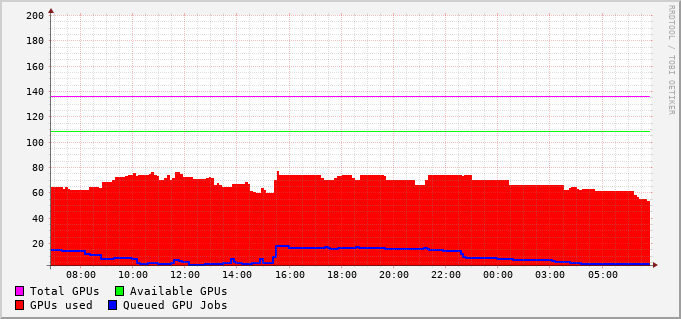 200
180
160
140
120
100
80
60
40
20
08:00 10:00 12:00 14:00 16:00 18:00 20:00 22:00 00:00 03:00 05:00
RRDTOOL / TOBI OETIKER
Total GPUs Available GPUs
GPUs used Queued GPU Jobs